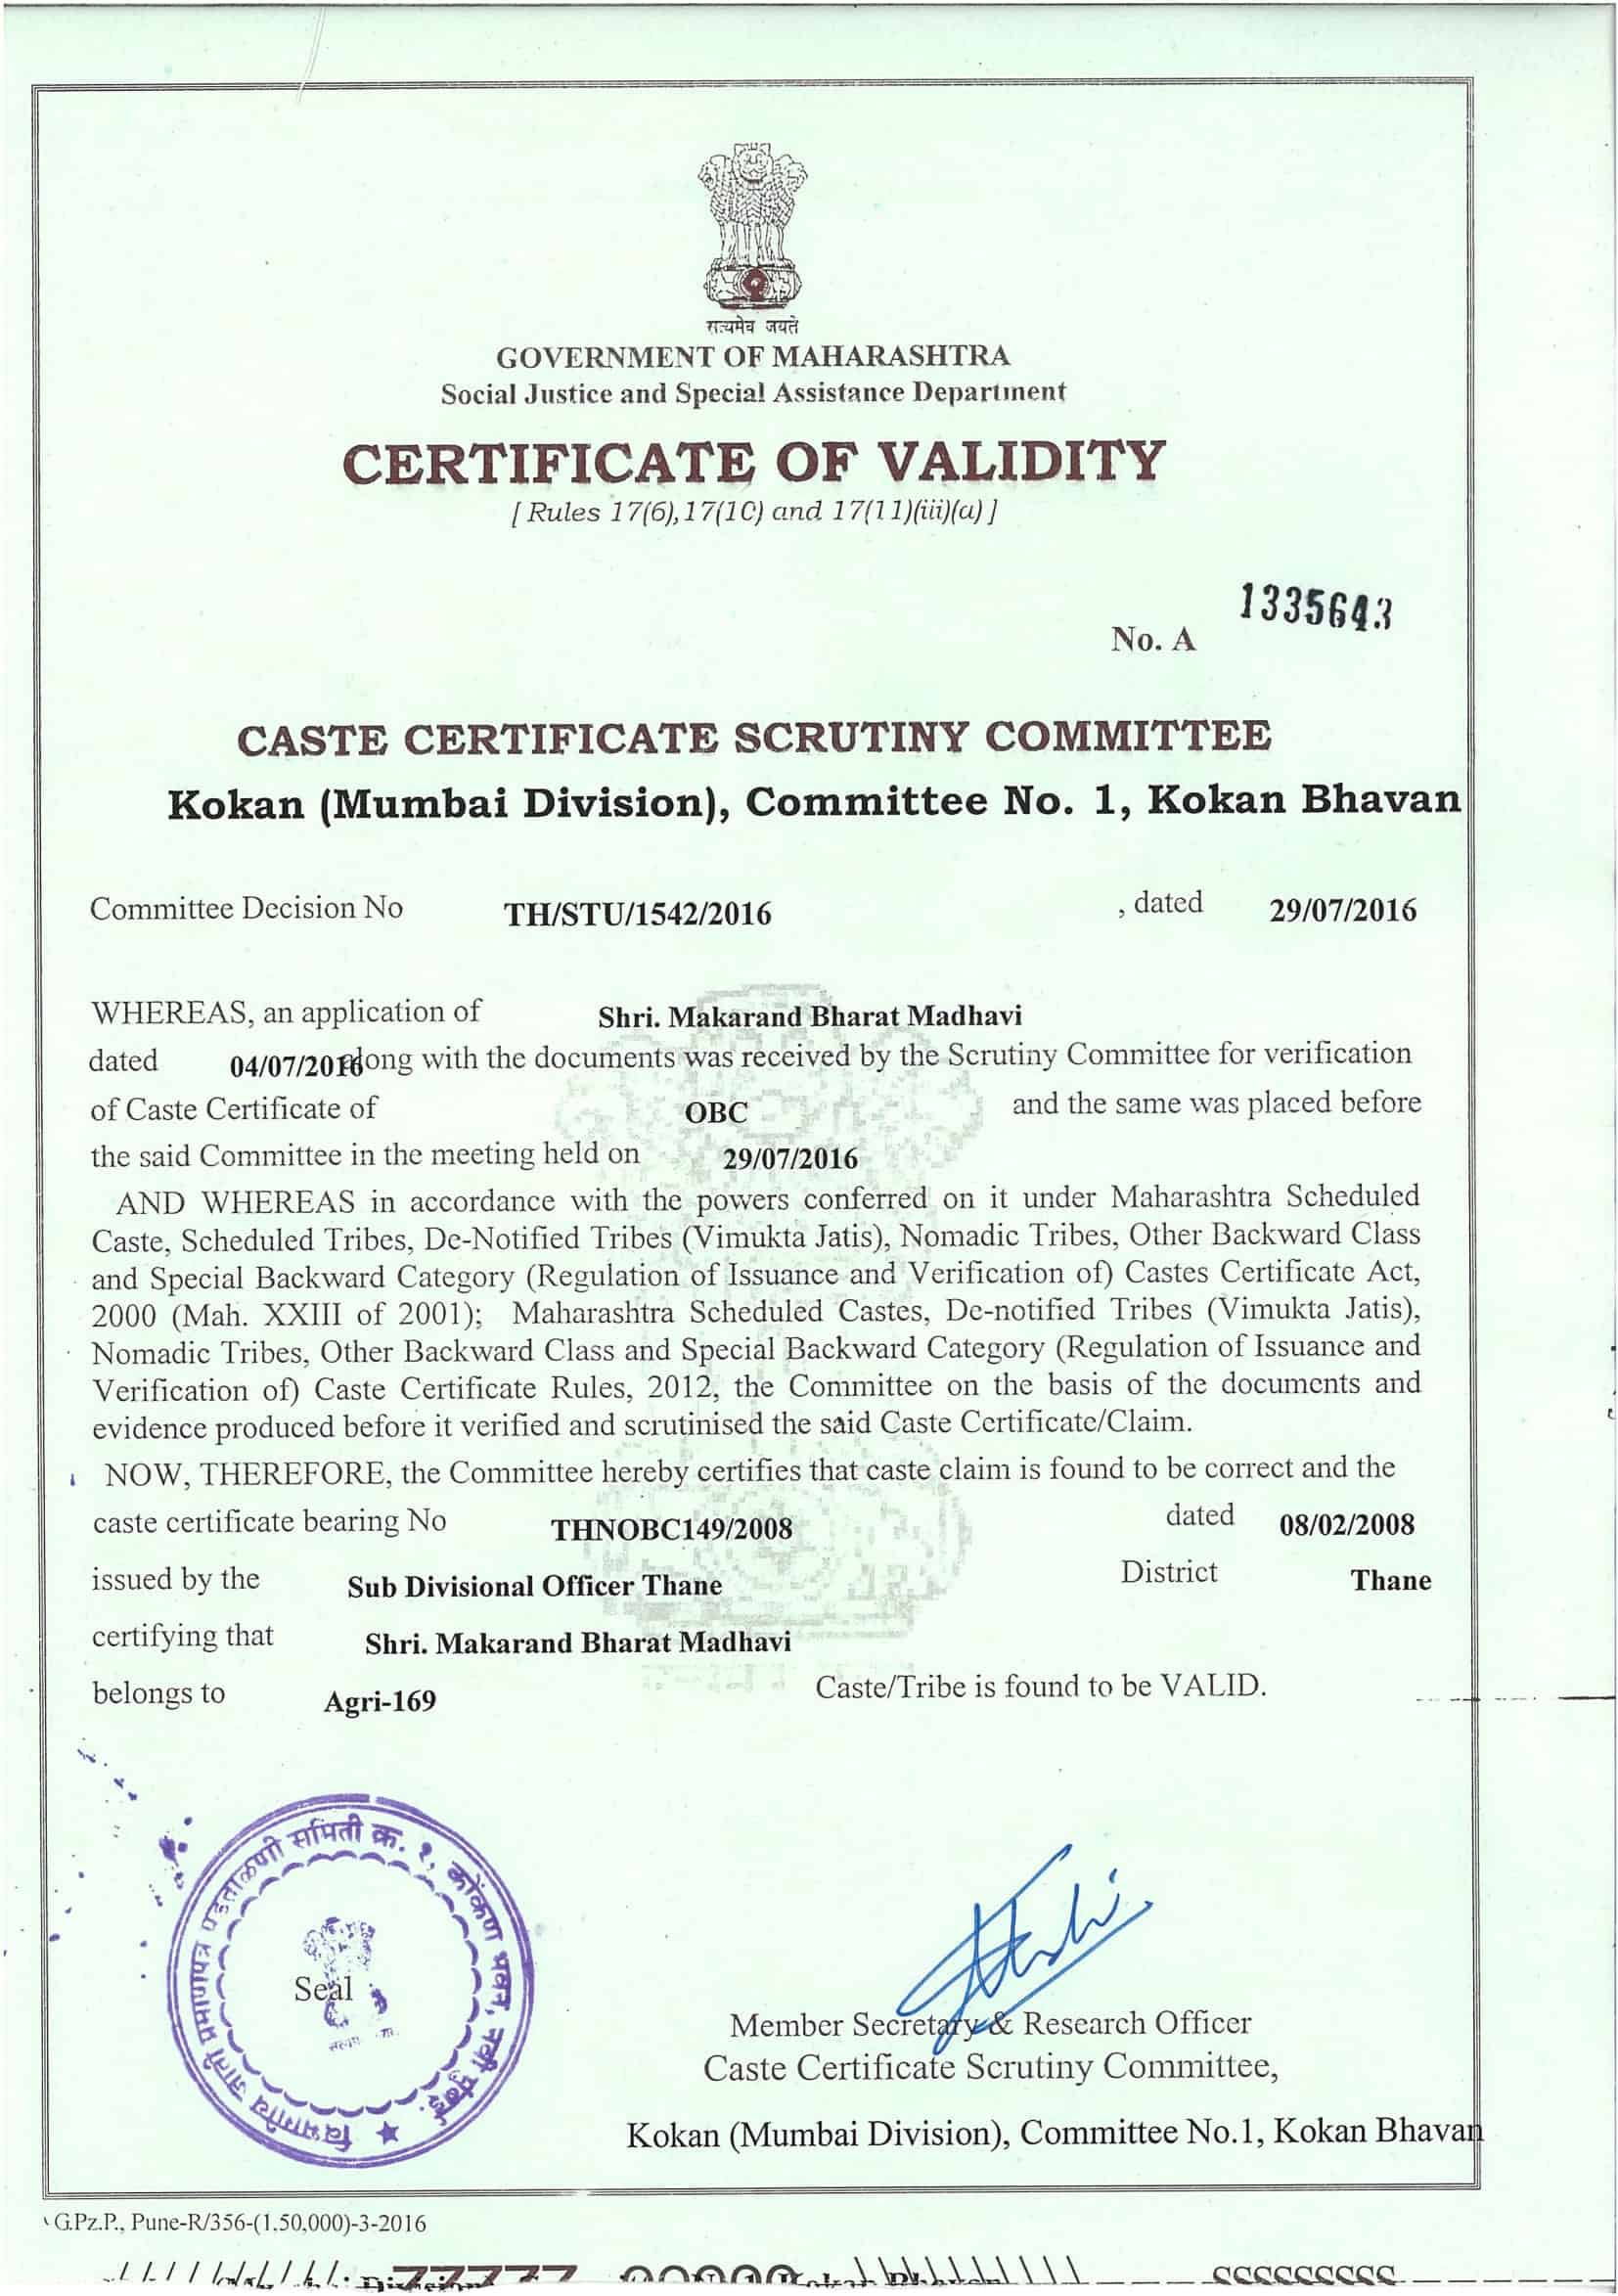 सत्यमेव जयते
GOVERNMENT OF MAHARASHTRA
Social Justice and Special Assistance Department
CERTIFICATE OF VALIDITY
[ Rules 17(6),17(10) and 17(11)(iii)(a) ]
No. A 1335643
CASTE CERTIFICATE SCRUTINY COMMITTEE
Kokan (Mumbai Division), Committee No. 1, Kokan Bhavan
Committee Decision No TH/STU/1542/2016 , dated 29/07/2016
WHEREAS, an application of Shri. Makarand Bharat Madhavi
dated 04/07/2016 along with the documents was received by the Scrutiny Committee for verification
of Caste Certificate of OBC and the same was placed before
the said Committee in the meeting held on 29/07/2016
AND WHEREAS in accordance with the powers conferred on it under Maharashtra Scheduled
Caste, Scheduled Tribes, De-Notified Tribes (Vimukta Jatis), Nomadic Tribes, Other Backward Class
and Special Backward Category (Regulation of Issuance and Verification of) Castes Certificate Act,
2000 (Mah. XXIII of 2001); Maharashtra Scheduled Castes, De-notified Tribes (Vimukta Jatis),
Nomadic Tribes, Other Backward Class and Special Backward Category (Regulation of Issuance and
Verification of) Caste Certificate Rules, 2012, the Committee on the basis of the documents and
evidence produced before it verified and scrutinised the said Caste Certificate/Claim.
NOW, THEREFORE, the Committee hereby certifies that caste claim is found to be correct and the
caste certificate bearing No THNOBC149/2008 dated 08/02/2008
issued by the Sub Divisional Officer Thane District Thane
certifying that Shri. Makarand Bharat Madhavi
belongs to Agri-169 Caste/Tribe is found to be VALID.
विभागीय जाती प्रमाणपत्र पडताळणी समिती क्र. १, कोंकण भवन, नवी मुंबई.
Seal
Member Secretary & Research Officer
Caste Certificate Scrutiny Committee,
Kokan (Mumbai Division), Committee No.1, Kokan Bhavan
G.Pz.P., Pune-R/356-(1,50,000)-3-2016